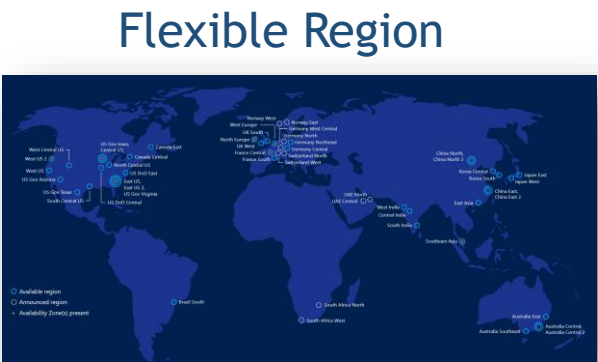 Flexible Region
Norway West
Norway East
West Europe
Germany West Central
UK South
Germany North
North Europe
Germany Northeast
UK West
Germany Central
France Central
Switzerland North
France South
Switzerland West
West Central US
US Gov Iowa,
Central US
Canada East
West US 2
Canada Central
North Central US
West US
US DoD East
US Gov Arizona
East US,
East US 2,
US Gov Virginia
US Gov Texas
South Central US
US DoD Central
China North,
China North 2
Korea Central
Japan East
Korea South
Japan West
China East,
China East 2
UAE North
UAE Central
West India
Central India
East Asia
South India
Southeast Asia
Available region
Announced region
Availability Zone(s) present
Brazil South
South Africa North
South Africa West
Australia East
Australia Central,
Australia Central 2
Australia Southeast